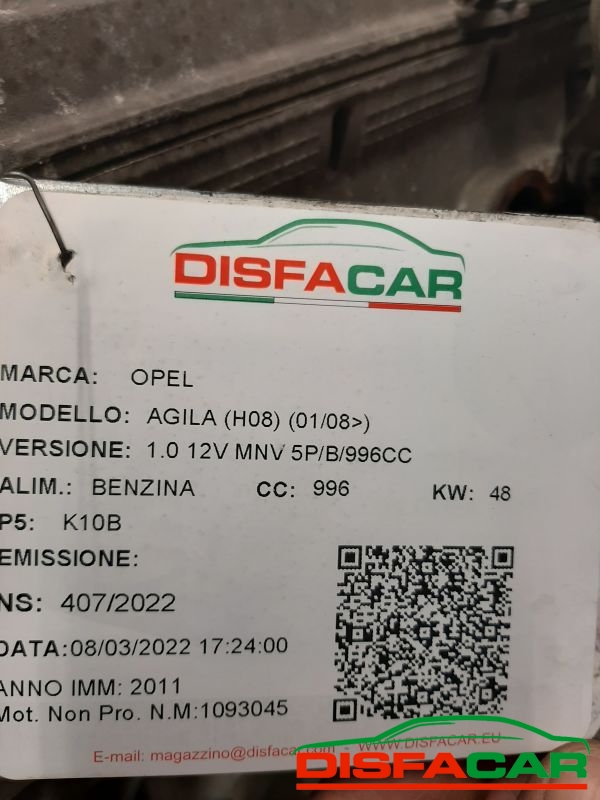 DISFACAR
MARCA: OPEL
MODELLO: AGILA (H08) (01/08>)
VERSIONE: 1.0 12V MNV 5P/B/996CC
ALIM.: BENZINA CC: 996 KW: 48
P5: K10B
EMISSIONE:
NS: 407/2022
DATA:08/03/2022 17:24:00
ANNO IMM: 2011
Mot. Non Pro. N.M:1093045
E-mail: magazzino@disfacar.com - WWW.DISFACAR.EU
DISFACAR